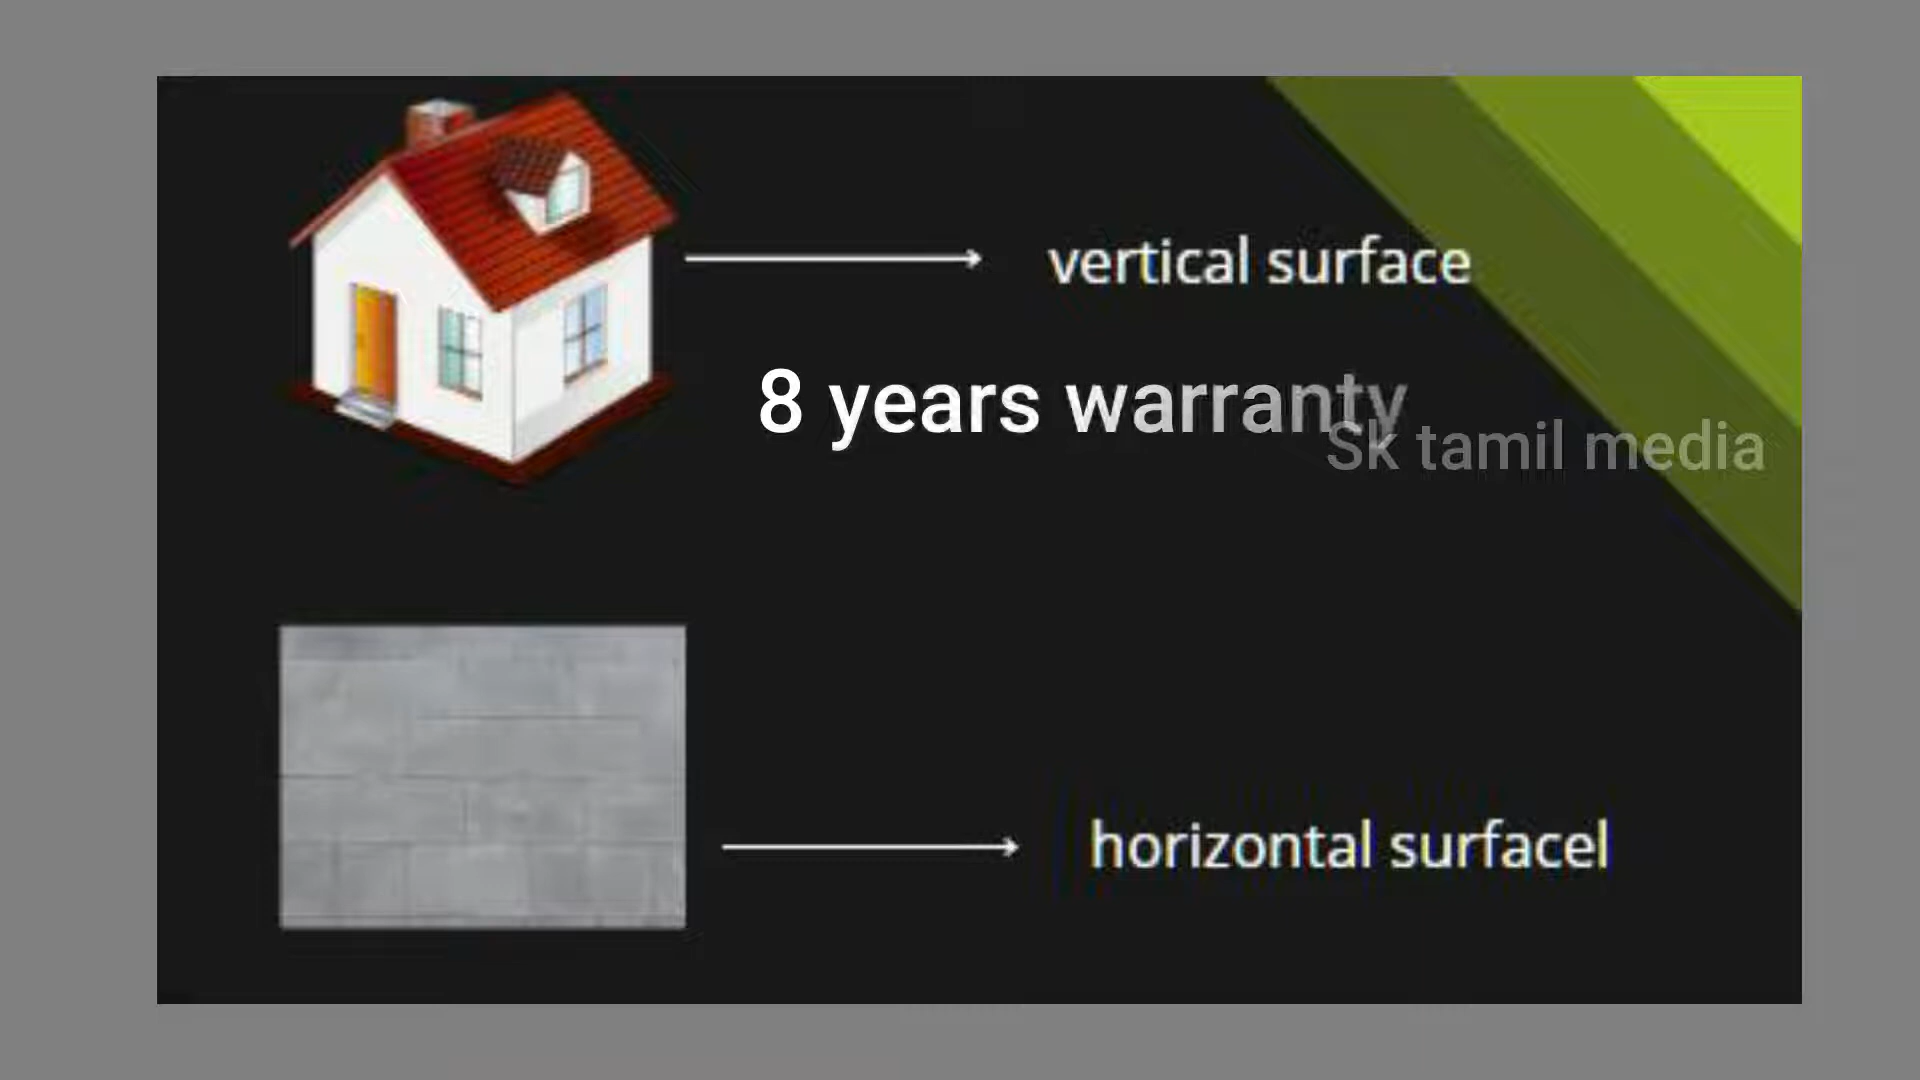 vertical surface
8 years warranty
Sk tamil media
horizontal surfacel